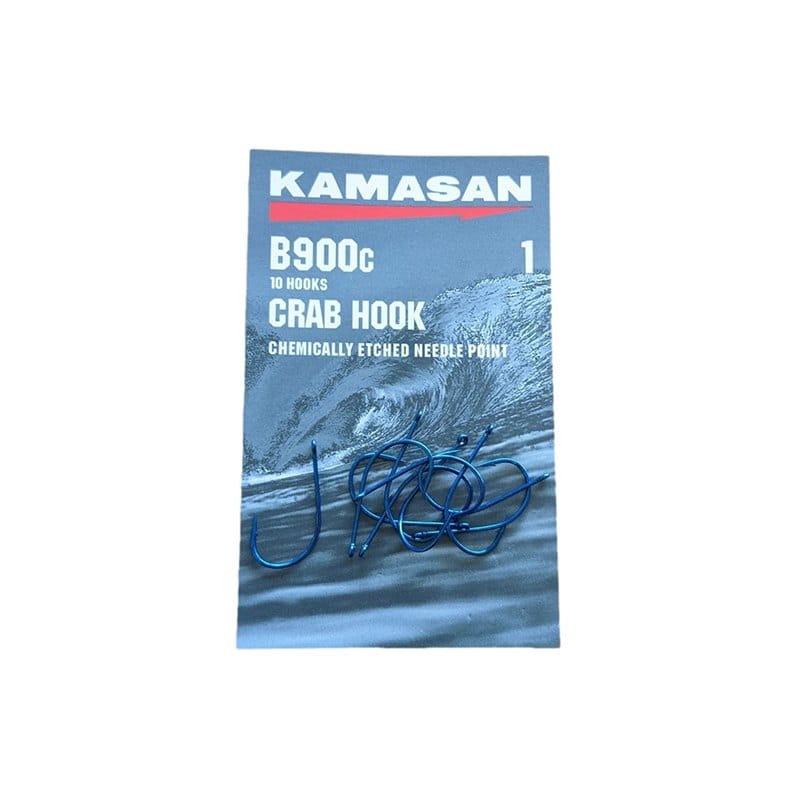 KAMASAN
B900c 1
10 HOOKS
CRAB HOOK
CHEMICALLY ETCHED NEEDLE POINT